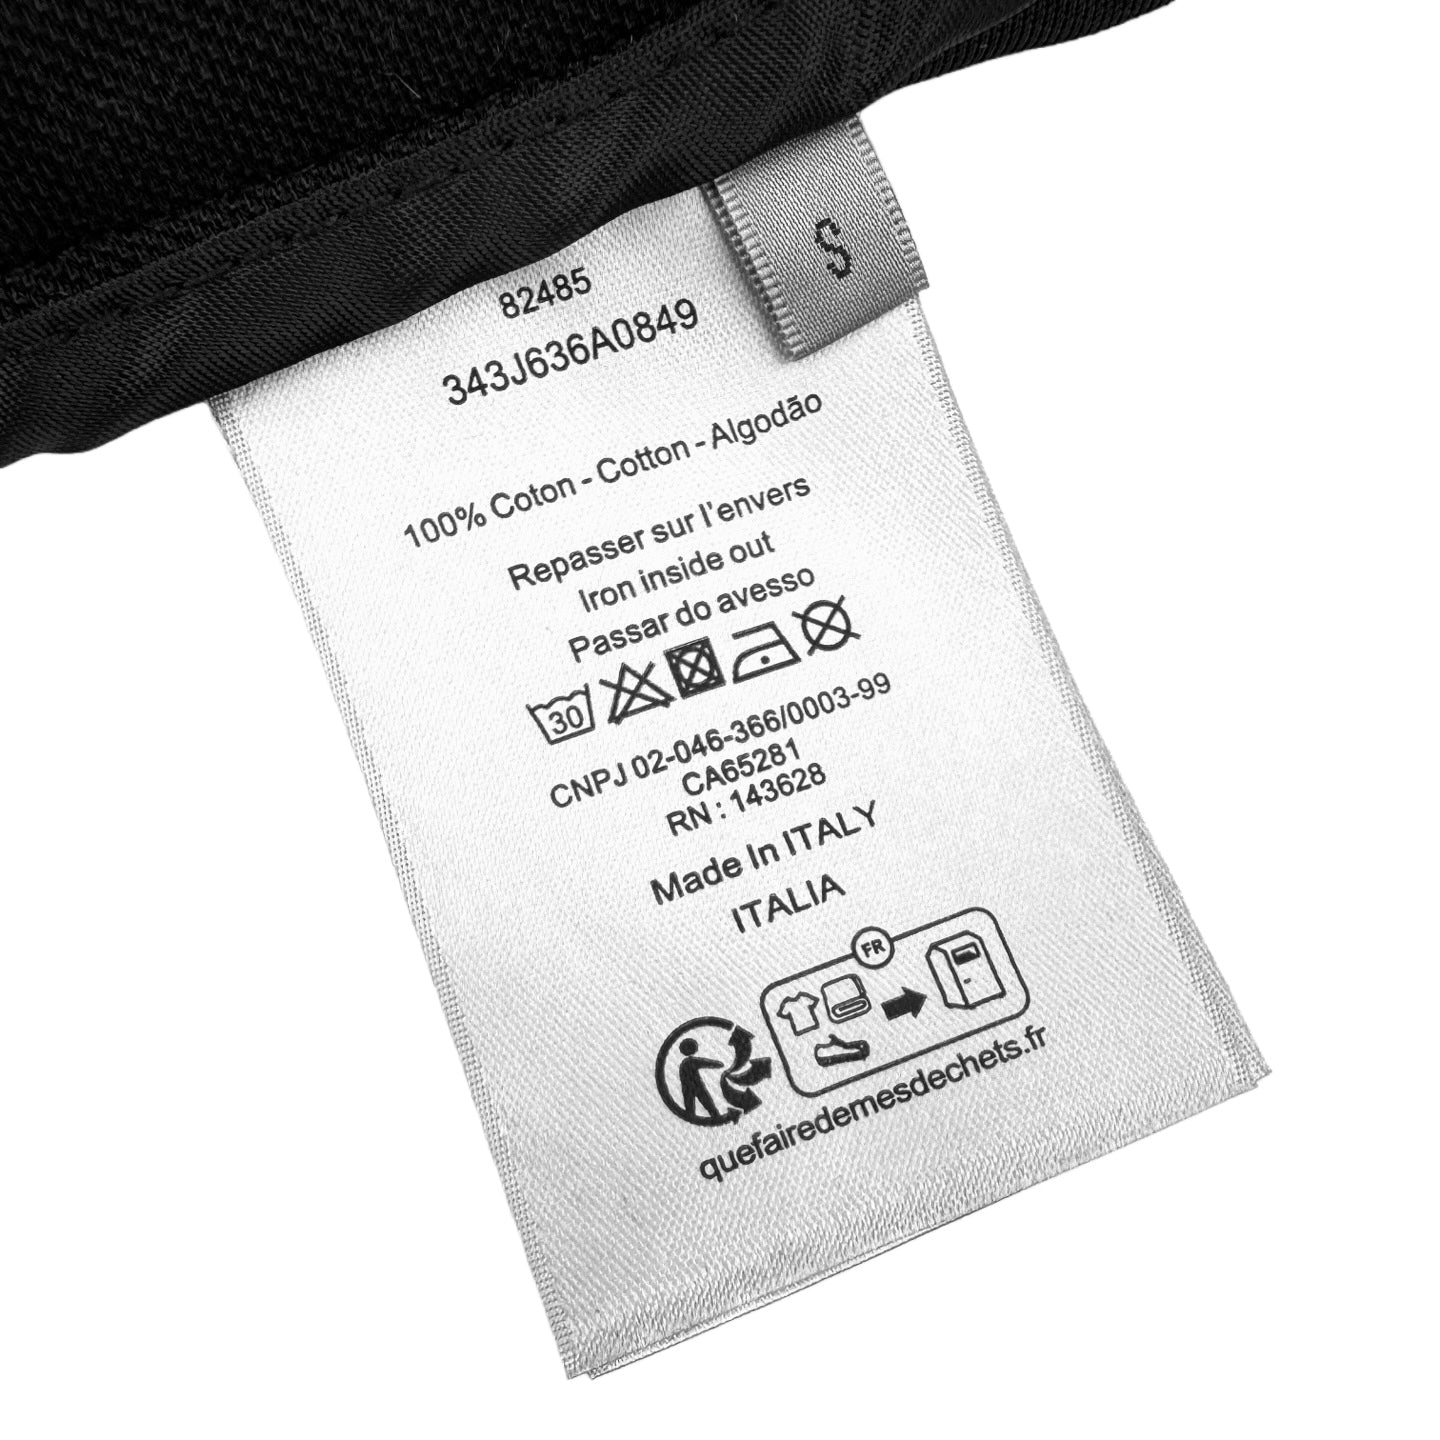 S
82485
343J636A0849
100% Coton - Cotton - Algodão
Repasser sur l'envers
Iron inside out
Passar do avesso
30
CNPJ 02-046-366/0003-99
CA65281
RN : 143628
Made In ITALY
ITALIA
FR
quefairedemesdechets.fr